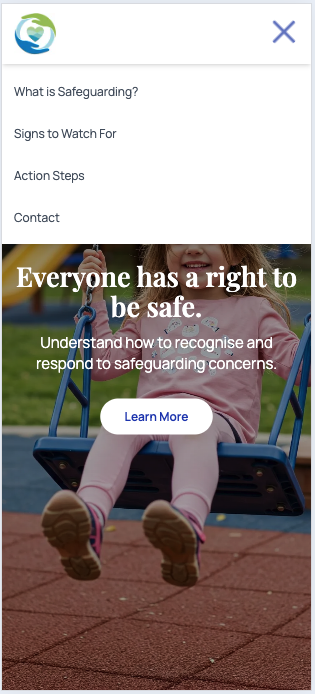 What is Safeguarding?
Signs to Watch For
Action Steps
Contact
Everyone has a right to
be safe.
Understand how to recognise and
respond to safeguarding concerns.
Learn More